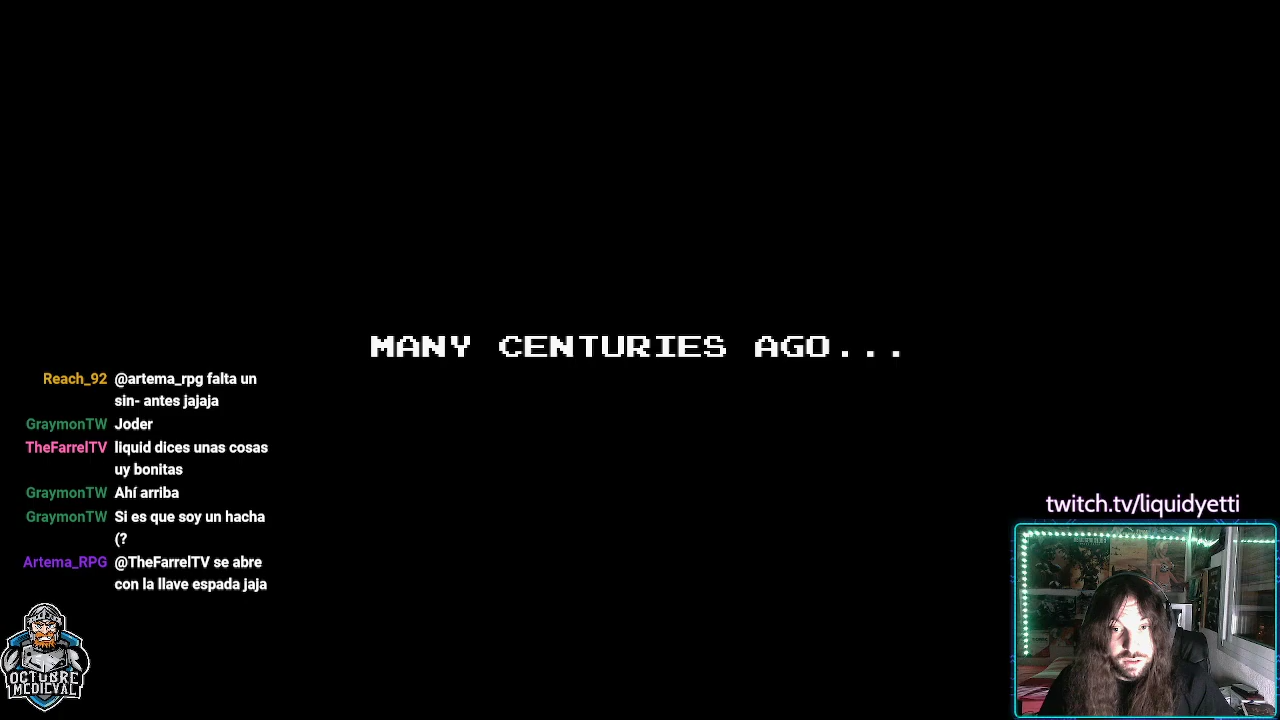 MANY CENTURIES AGO...
Reach_92 @artema_rpg falta un
sin- antes jajaja
GraymonTW Joder
TheFarrelTV liquid dices unas cosas
uy bonitas
GraymonTW Ahí arriba
GraymonTW Si es que soy un hacha
(?
Artema_RPG @TheFarrelTV se abre
con la llave espada jaja
twitch.tv/liquidyetti
OCTUBRE
MEDIEVAL